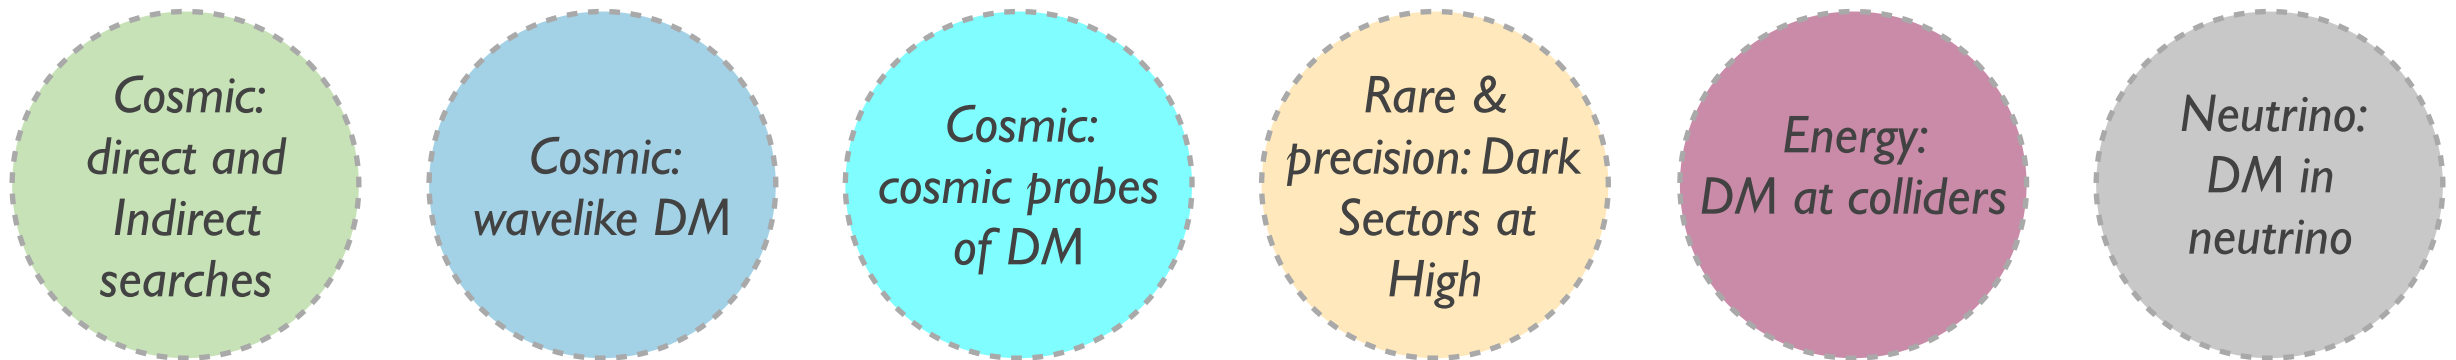 Cosmic:
direct and
Indirect
searches
Cosmic:
wavelike DM
Cosmic:
cosmic probes
of DM
Rare &
precision: Dark
Sectors at
High
Energy:
DM at colliders
Neutrino:
DM in
neutrino